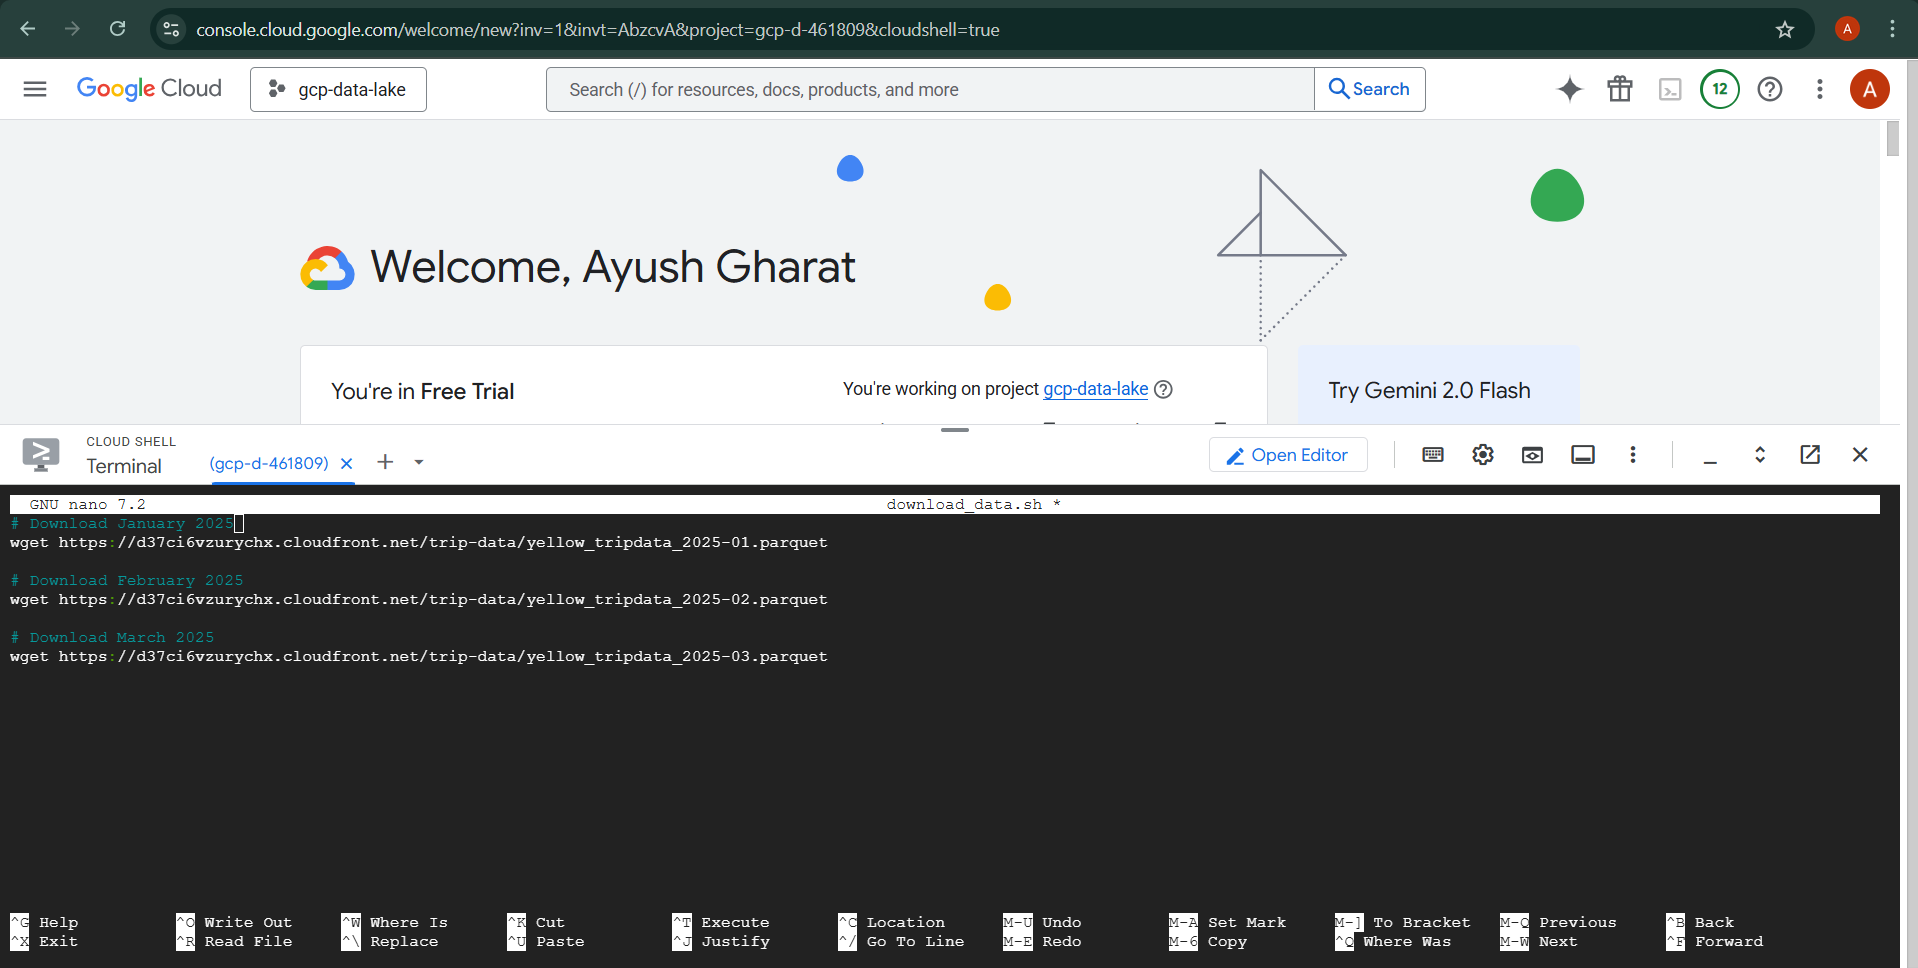 console.cloud.google.com/welcome/new?inv=1&invt=AbzcvA&project=gcp-d-461809&cloudshell=true
A
Google Cloud
gcp-data-lake
Search (/) for resources, docs, products, and more
Search
12
A
Welcome, Ayush Gharat
You're in Free Trial
You're working on project gcp-data-lake
Try Gemini 2.0 Flash
CLOUD SHELL
Terminal
(gcp-d-461809)
Open Editor
GNU nano 7.2 download_data.sh *
# Download January 2025
wget https://d37ci6vzurychx.cloudfront.net/trip-data/yellow_tripdata_2025-01.parquet
# Download February 2025
wget https://d37ci6vzurychx.cloudfront.net/trip-data/yellow_tripdata_2025-02.parquet
# Download March 2025
wget https://d37ci6vzurychx.cloudfront.net/trip-data/yellow_tripdata_2025-03.parquet
^G Help ^O Write Out ^W Where Is ^K Cut ^T Execute ^C Location M-U Undo M-A Set Mark M-] To Bracket M-Q Previous ^B Back
^X Exit ^R Read File ^\ Replace ^U Paste ^J Justify ^/ Go To Line M-E Redo M-6 Copy ^Q Where Was M-W Next ^F Forward